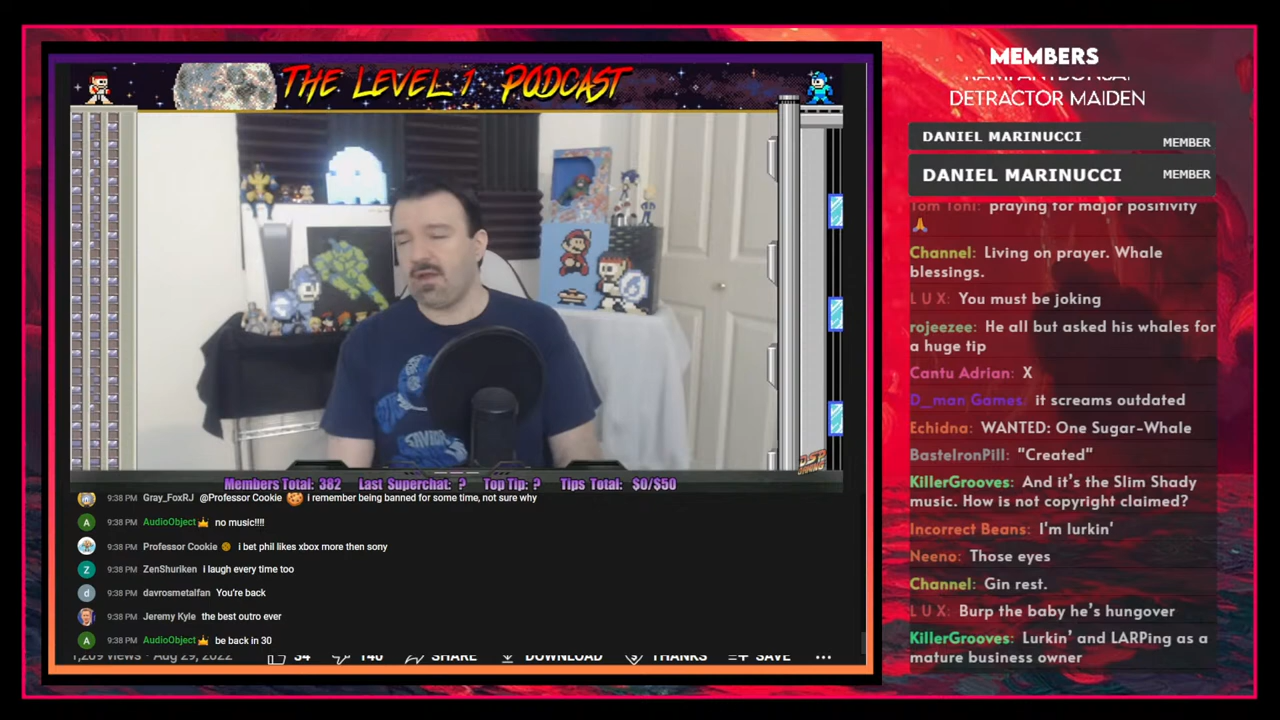 THE LEVEL 1 PODCAST
Members Total: 382 Last Superchat: ? Top Tip: ? Tips Total: $0/$50
9:38 PM Gray_FoxRJ @Professor Cookie 🍪 i remember being banned for some time, not sure why
A 9:38 PM AudioObject no music!!!!
9:38 PM Professor Cookie i bet phil likes xbox more then sony
Z 9:38 PM ZenShuriken i laugh every time too
d 9:38 PM davrosmetalfan You're back
9:38 PM Jeremy Kyle the best outro ever
A 9:38 PM AudioObject be back in 30
1,209 views · Aug 29, 2022 34 140 SHARE DOWNLOAD THANKS SAVE
DSP GAMING
SAVIOR
MEMBERS
DETRACTOR MAIDEN
DANIEL MARINUCCI MEMBER
DANIEL MARINUCCI MEMBER
Tom Toni: praying for major positivity
🙏
Channel: Living on prayer. Whale
blessings.
L U X: You must be joking
rojeezee: He all but asked his whales for
a huge tip
Cantu Adrian: X
D_man Games: it screams outdated
Echidna: WANTED: One Sugar-Whale
BasteIronPill: "Created"
KillerGrooves: And it's the Slim Shady
music. How is not copyright claimed?
Incorrect Beans: I'm lurkin'
Neeno: Those eyes
Channel: Gin rest.
L U X: Burp the baby he's hungover
KillerGrooves: Lurkin' and LARPing as a
mature business owner